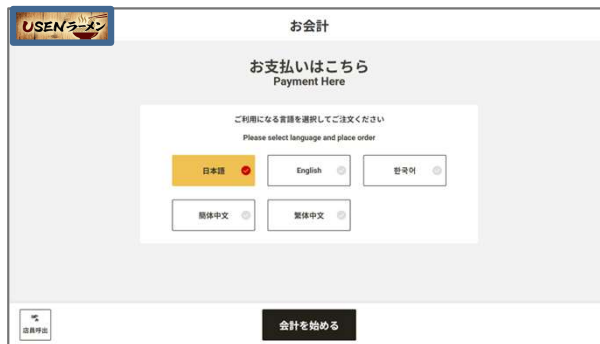 USENラーメン
お会計
お支払いはこちら
Payment Here
ご利用になる言語を選択してご注文ください
Please select language and place order
日本語
English
한국어
簡体中文
繁体中文
店員呼出
会計を始める